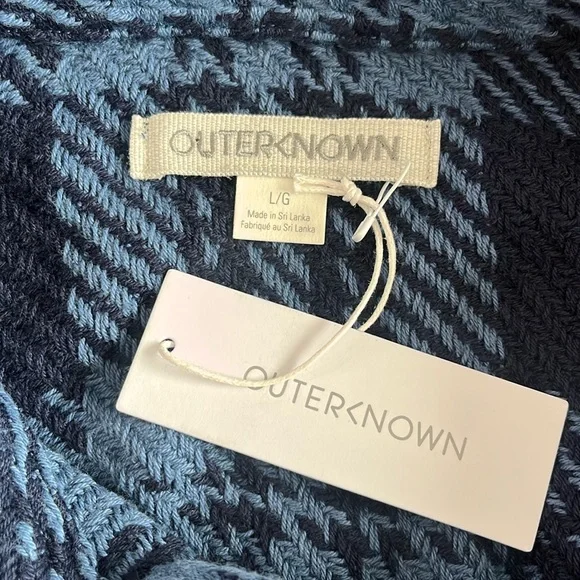 OUTERKNOWN
L/G
Made in Sri Lanka
Fabriqué au Sri Lanka
OUTERKNOWN